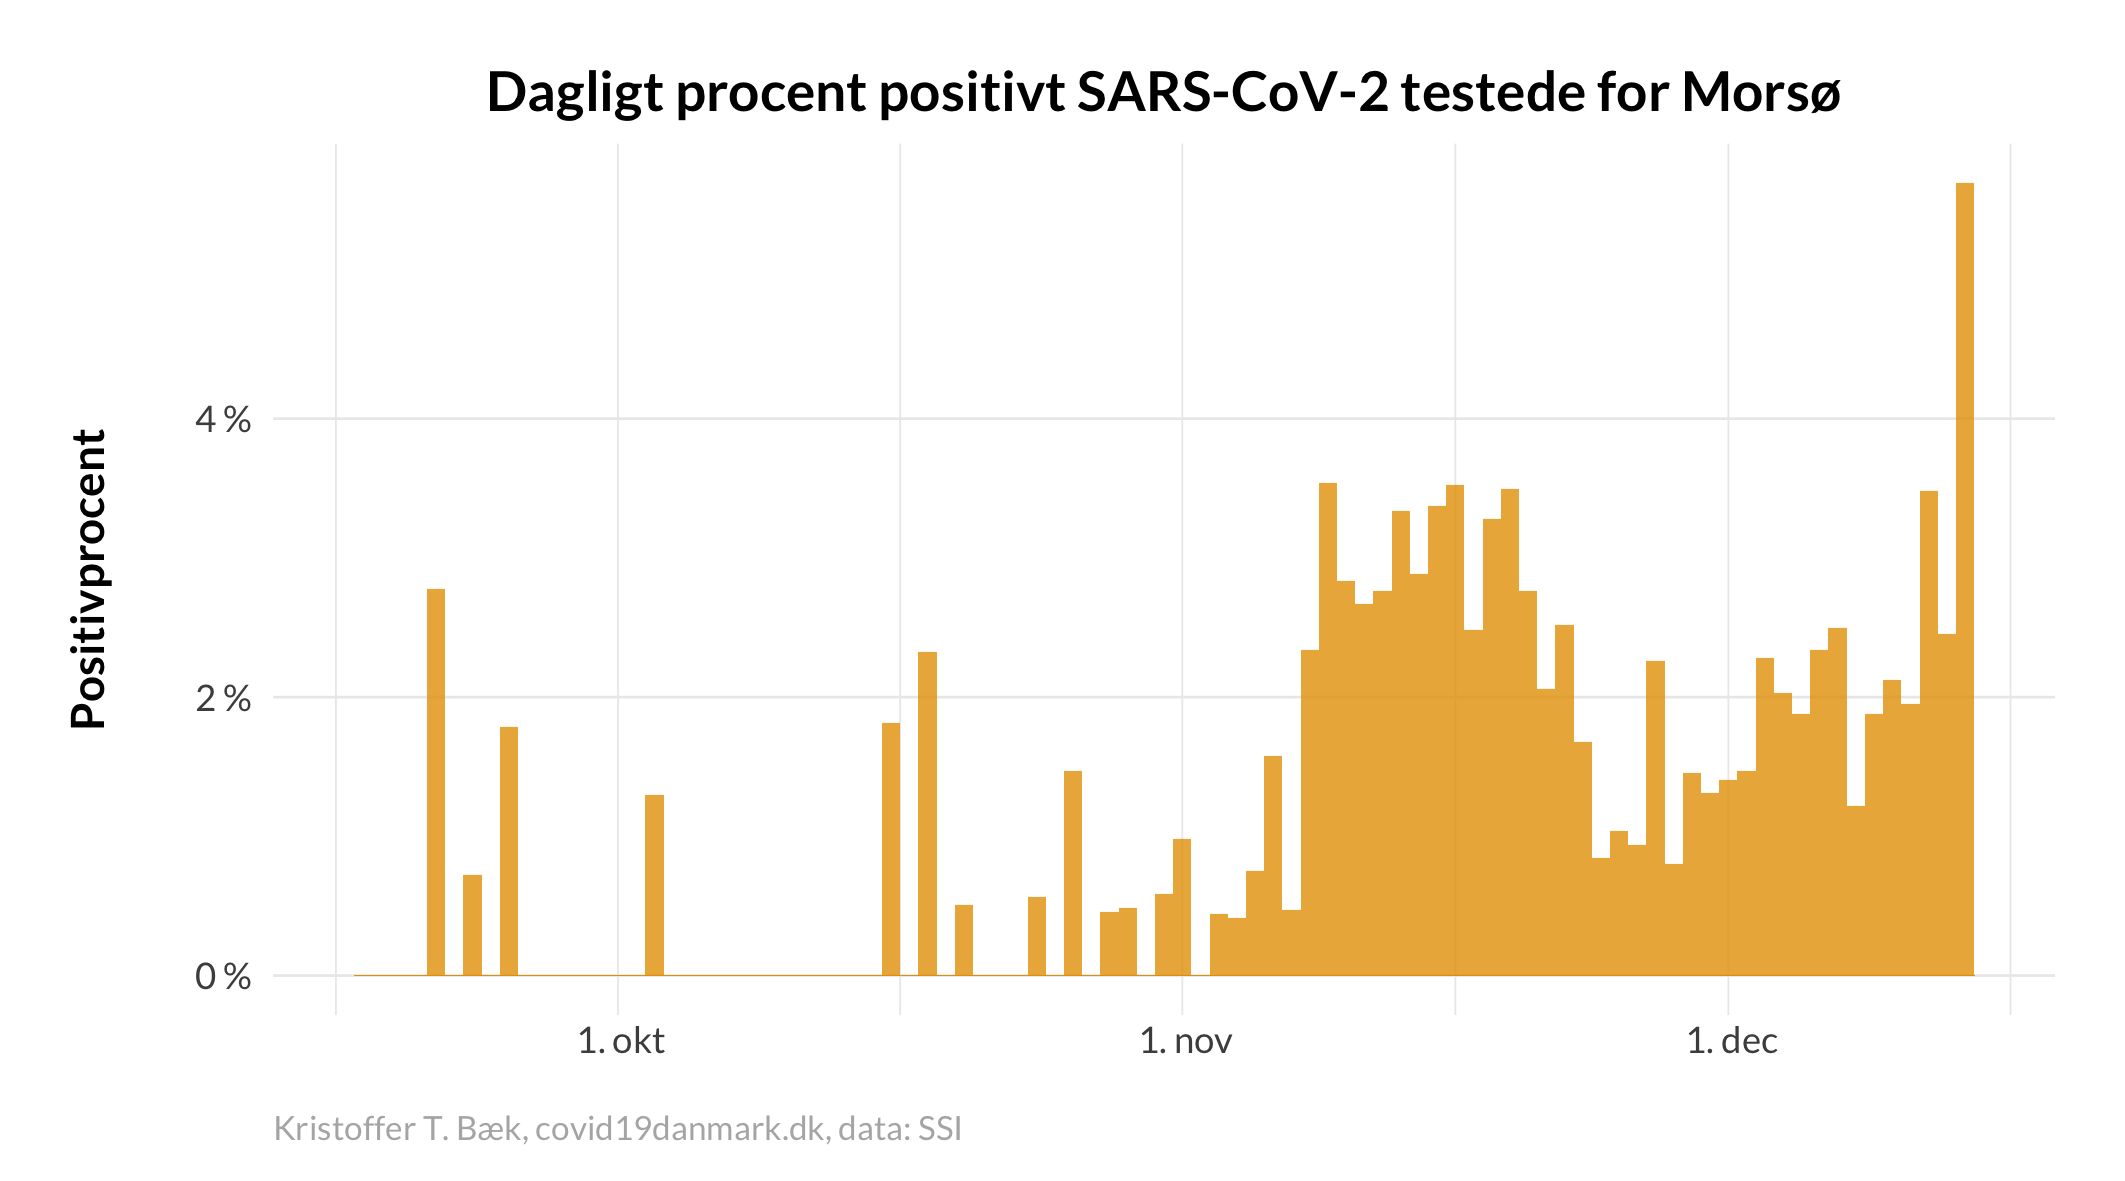 Dagligt procent positivt SARS-CoV-2 testede for Morsø
Positivprocent
4 %
2 %
0 %
1. okt
1. nov
1. dec
Kristoffer T. Bæk, covid19danmark.dk, data: SSI